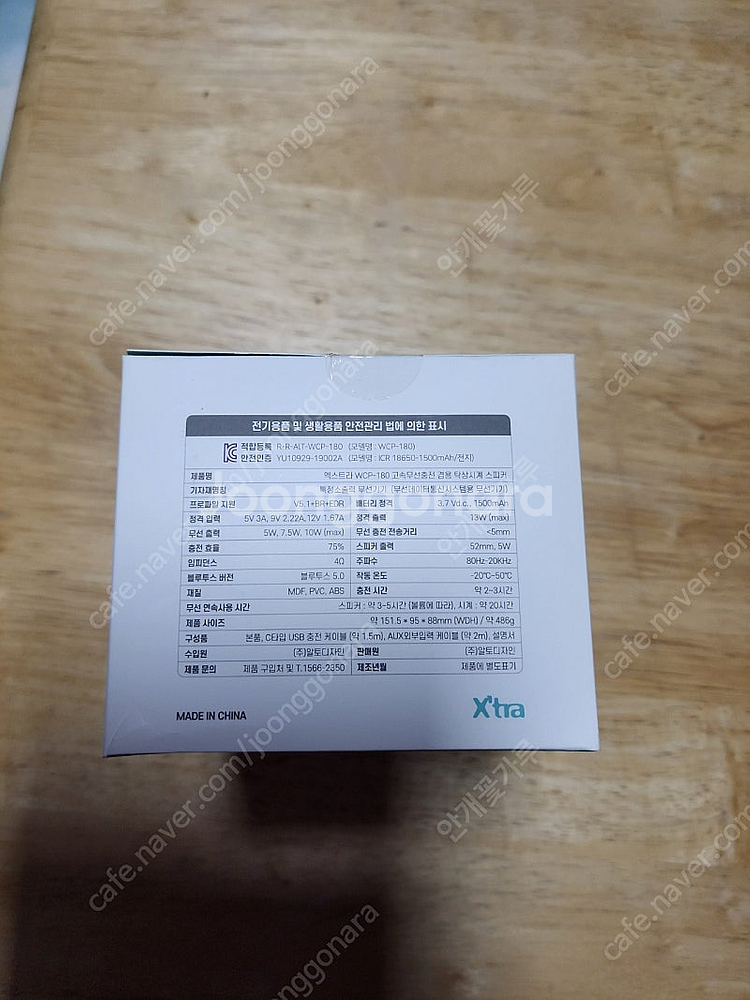 전기용품 및 생활용품 안전관리 법에 의한 표시
적합등록 R-R-AIT-WCP-180 (모델명 : WCP-180)
안전인증 YU10929-19002A (모델명 : ICR 18650-1500mAh/전지)
제품명 엑스트라 WCP-180 고속무선충전 겸용 탁상시계 스피커
기자재명칭 특정소출력 무선기기 (무선데이터통신시스템용 무선기기)
프로파일 지원 V5.1+BR+EDR 배터리 정격 3.7 Vd.c., 1500mAh
정격 입력 5V 3A, 9V 2.22A, 12V 1.67A 정격 출력 13W (max)
무선 출력 5W, 7.5W, 10W (max) 무선 충전 전송거리 <5mm
충전 효율 75% 스피커 출력 52mm, 5W
임피던스 4Ω 주파수 80Hz-20KHz
블루투스 버전 블루투스 5.0 작동 온도 -20℃-50℃
재질 MDF, PVC, ABS 충전 시간 약 2~3시간
무선 연속사용 시간 스피커 : 약 3~5시간 (볼륨에 따라), 시계 : 약 20시간
제품 사이즈 약 151.5 * 95 * 88mm (WDH) / 약 486g
구성품 본품, C타입 USB 충전 케이블 (약 1.5m), AUX외부입력 케이블 (약 2m), 설명서
수입원 (주)알토디자인 판매원 (주)알토디자인
제품 문의 제품 구입처 및 T.1566-2350 제조년월 제품에 별도표기
MADE IN CHINA
X'tra
Joonggonara
cafe.naver.com/joonggonara
안개꽃가루